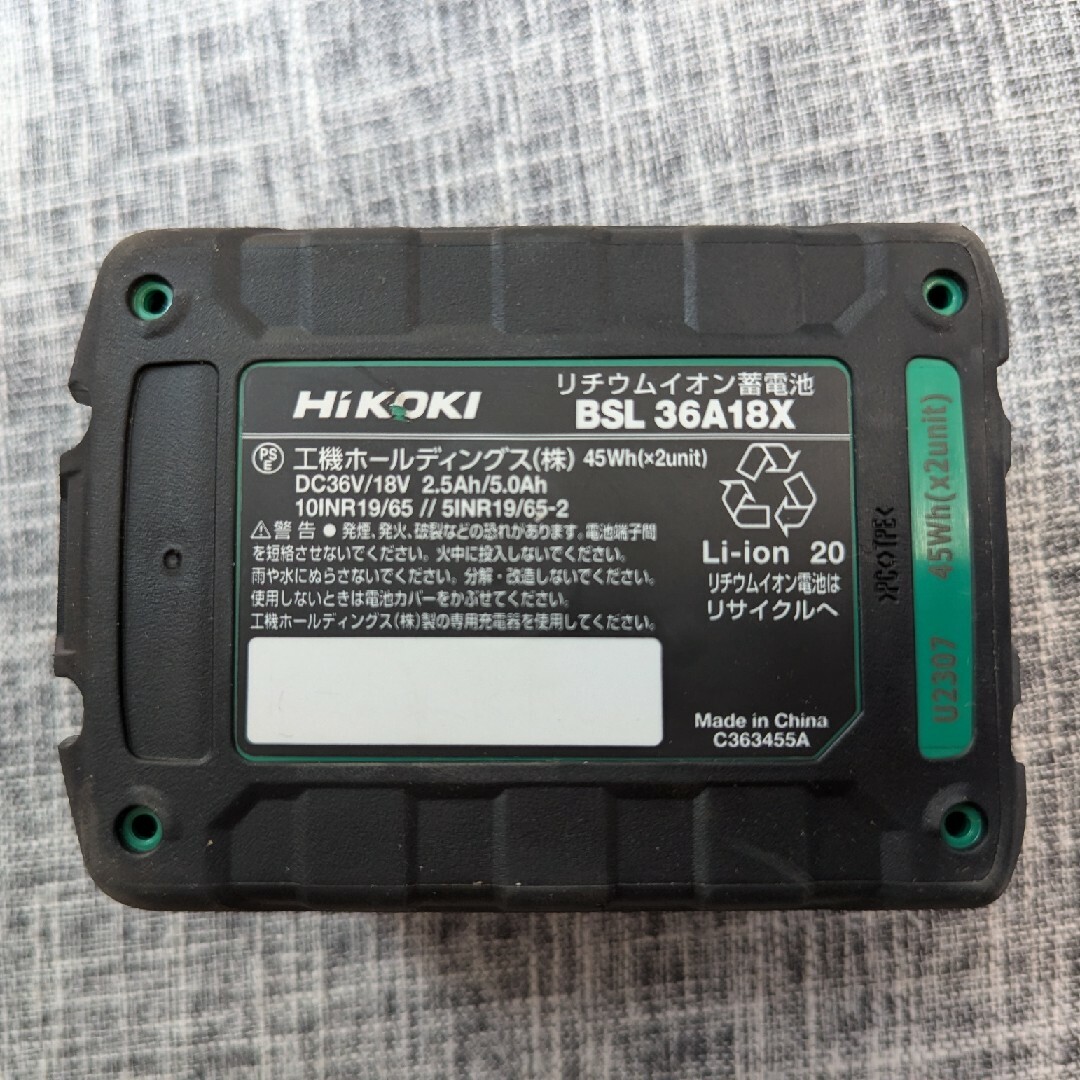 HiKOKI
リチウムイオン蓄電池
BSL 36A18X
PS
E
工機ホールディングス(株) 45Wh(×2unit)
DC36V/18V 2.5Ah/5.0Ah
10INR19/65 // 5INR19/65-2
⚠警告 ● 発煙、発火、破裂などの恐れがあります。電池端子間
を短絡させないでください。火中に投入しないでください。
雨や水にぬらさないでください。分解・改造しないでください。
使用しないときは電池カバーをかぶせてください。
工機ホールディングス(株)製の専用充電器を使用してください。
Li-ion 20
リチウムイオン電池は
リサイクルへ
Made in China
C363455A
>PC+TPE<
U2307 45Wh(x2unit)